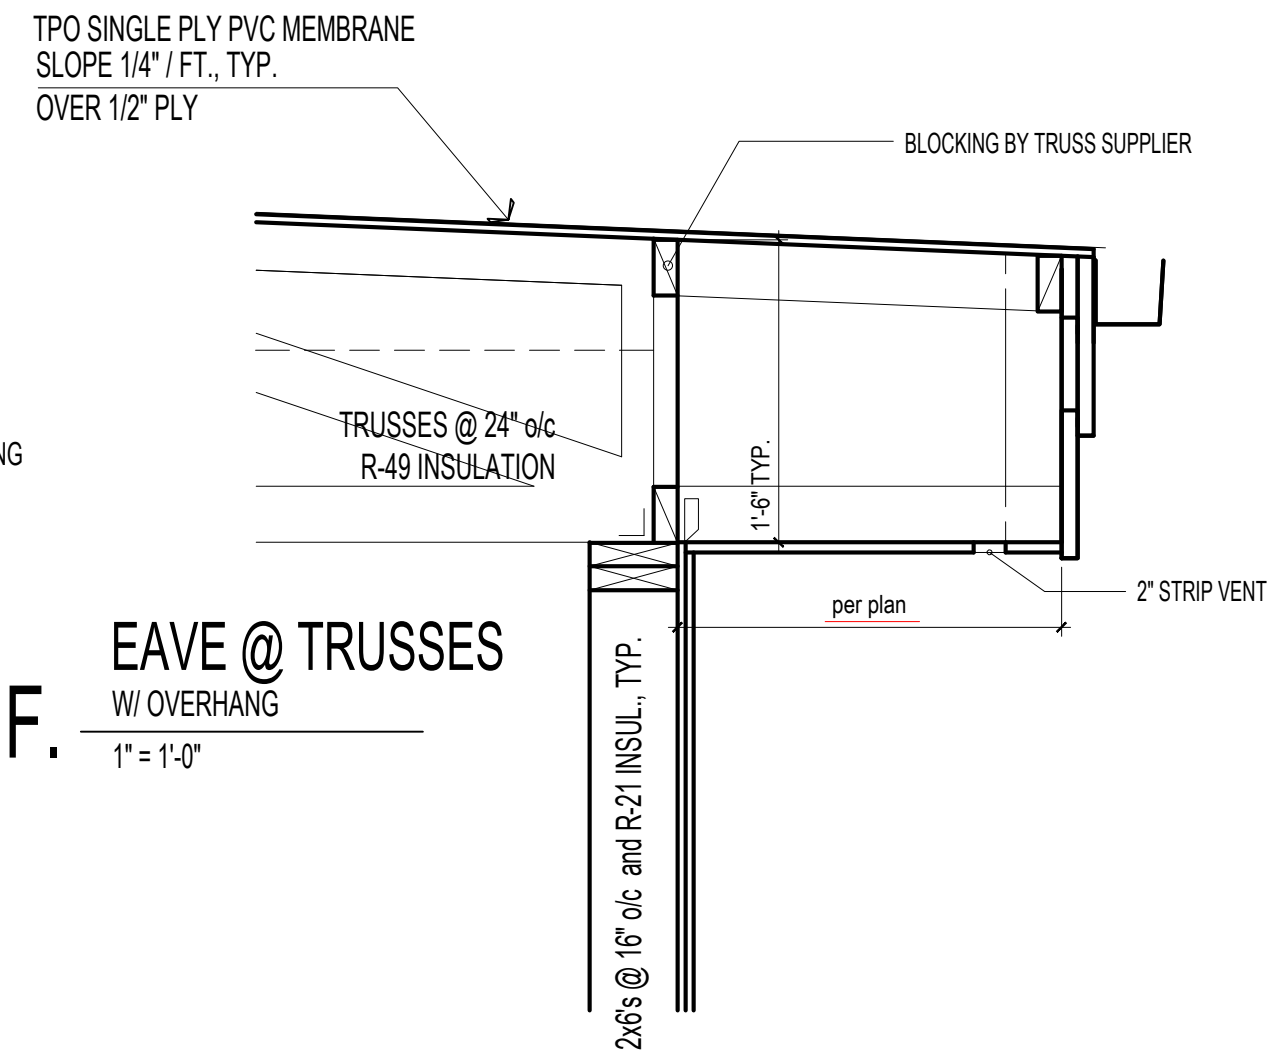 TPO SINGLE PLY PVC MEMBRANE
SLOPE 1/4" / FT., TYP.
OVER 1/2" PLY
BLOCKING BY TRUSS SUPPLIER
TRUSSES @ 24" o/c
R-49 INSULATION
1'-6" TYP.
2" STRIP VENT
per plan
EAVE @ TRUSSES
W/ OVERHANG
F.
1" = 1'-0"
2x6's @ 16" o/c and R-21 INSUL., TYP.